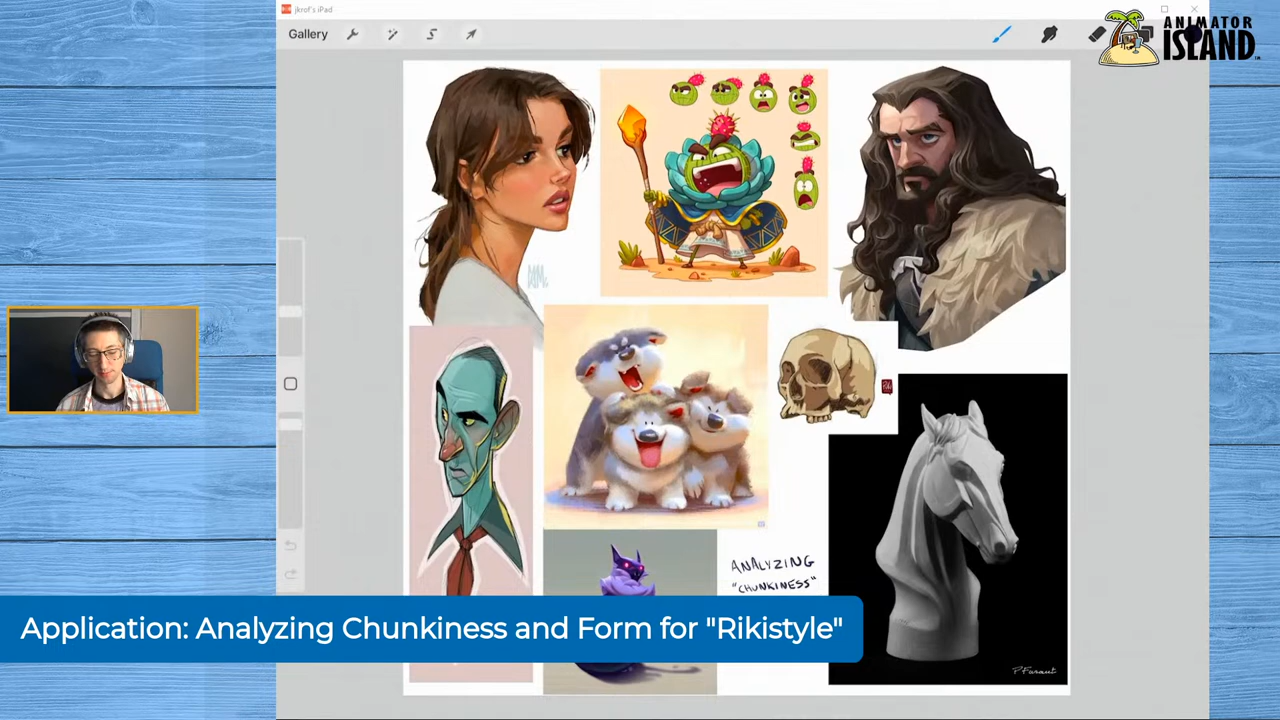 jkrof's iPad
Gallery
ANIMATOR
ISLAND
ANALYZING
"CHUNKINESS"
Application: Analyzing Chunkiness and Form for "Rikistyle"